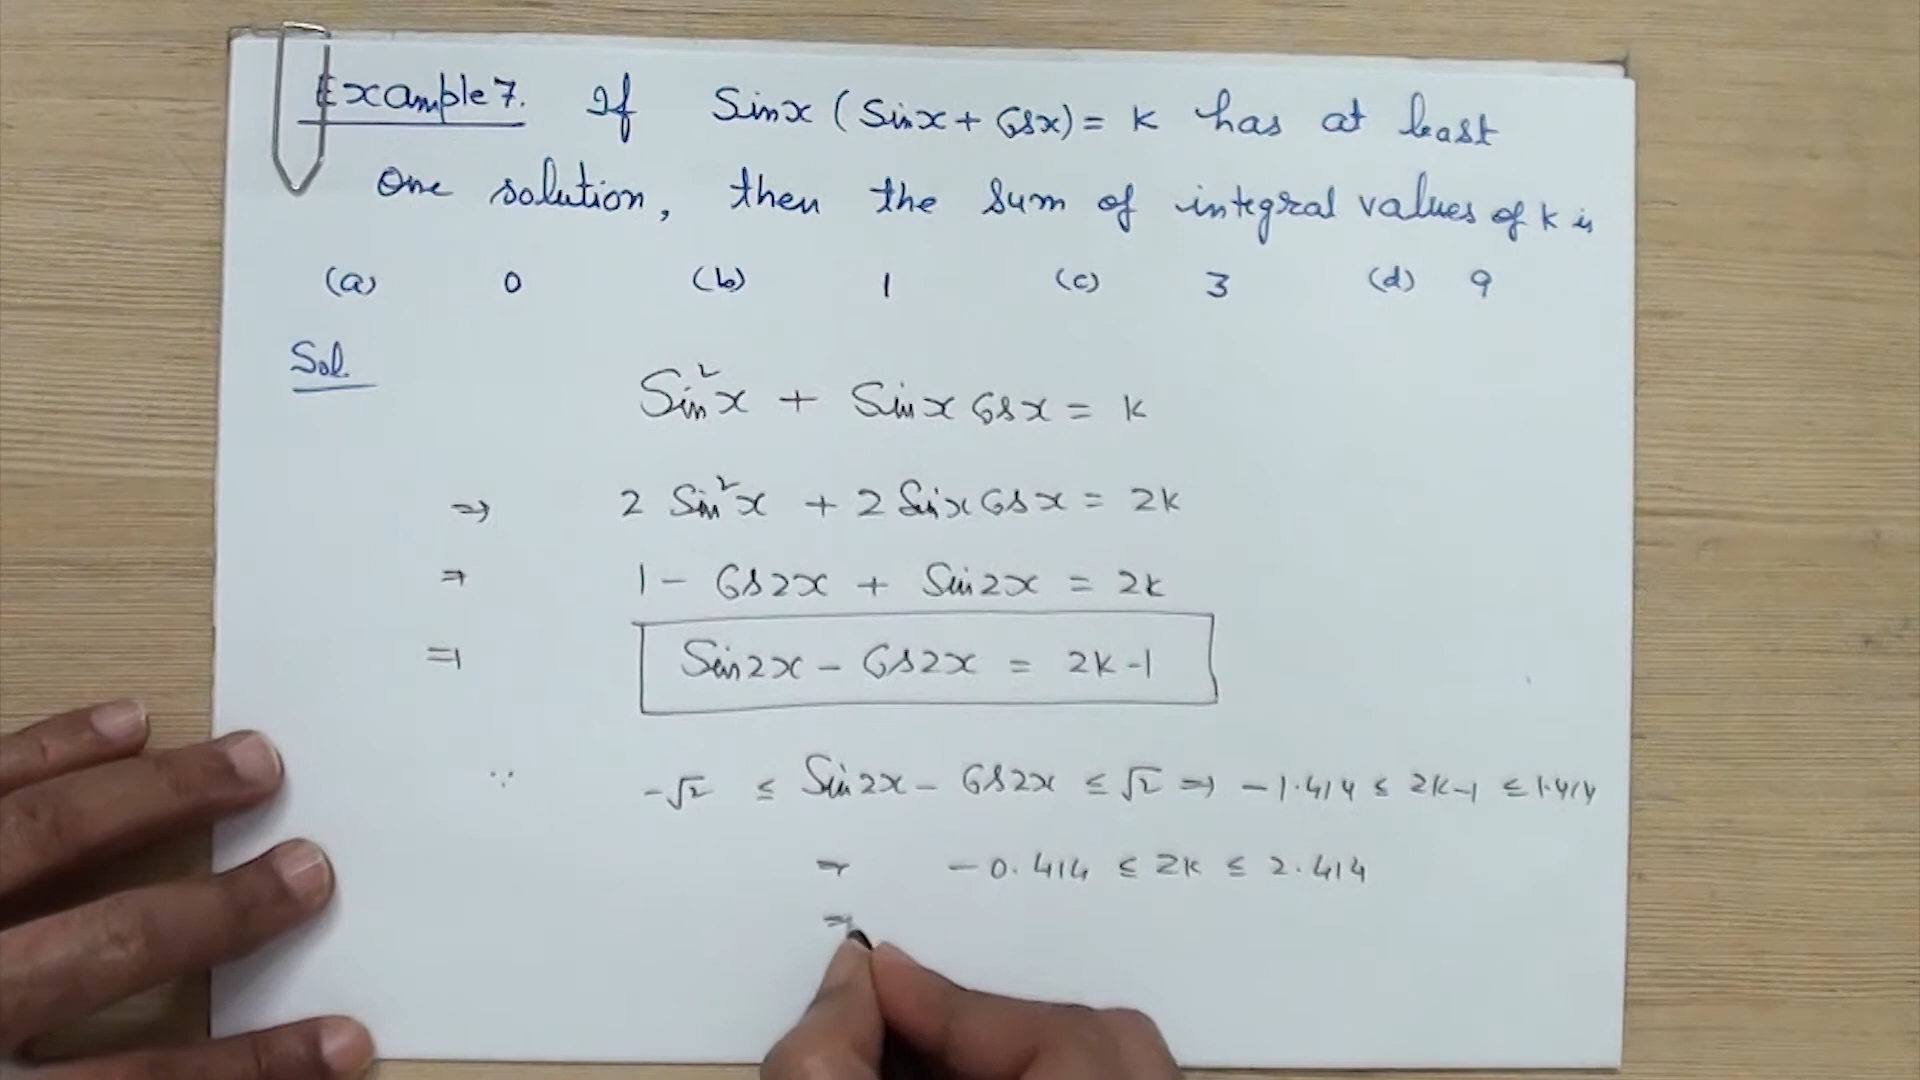 Example 7. If Sinx (Sinx + Cosx) = k has at least
One solution, then the sum of integral values of k is
(a) 0 (b) 1 (c) 3 (d) 9
Sol.
Sin²x + Sinx Cosx = k
⇒ 2 Sin²x + 2 Sinx Cosx = 2k
⇒ 1 - Cos2x + Sin2x = 2k
⇒ Sin2x - Cos2x = 2k-1
∵ -√2 ≤ Sin2x - Cos2x ≤ √2 ⇒ -1.414 ≤ 2k-1 ≤ 1.414
⇒ -0.414 ≤ 2k ≤ 2.414
⇒